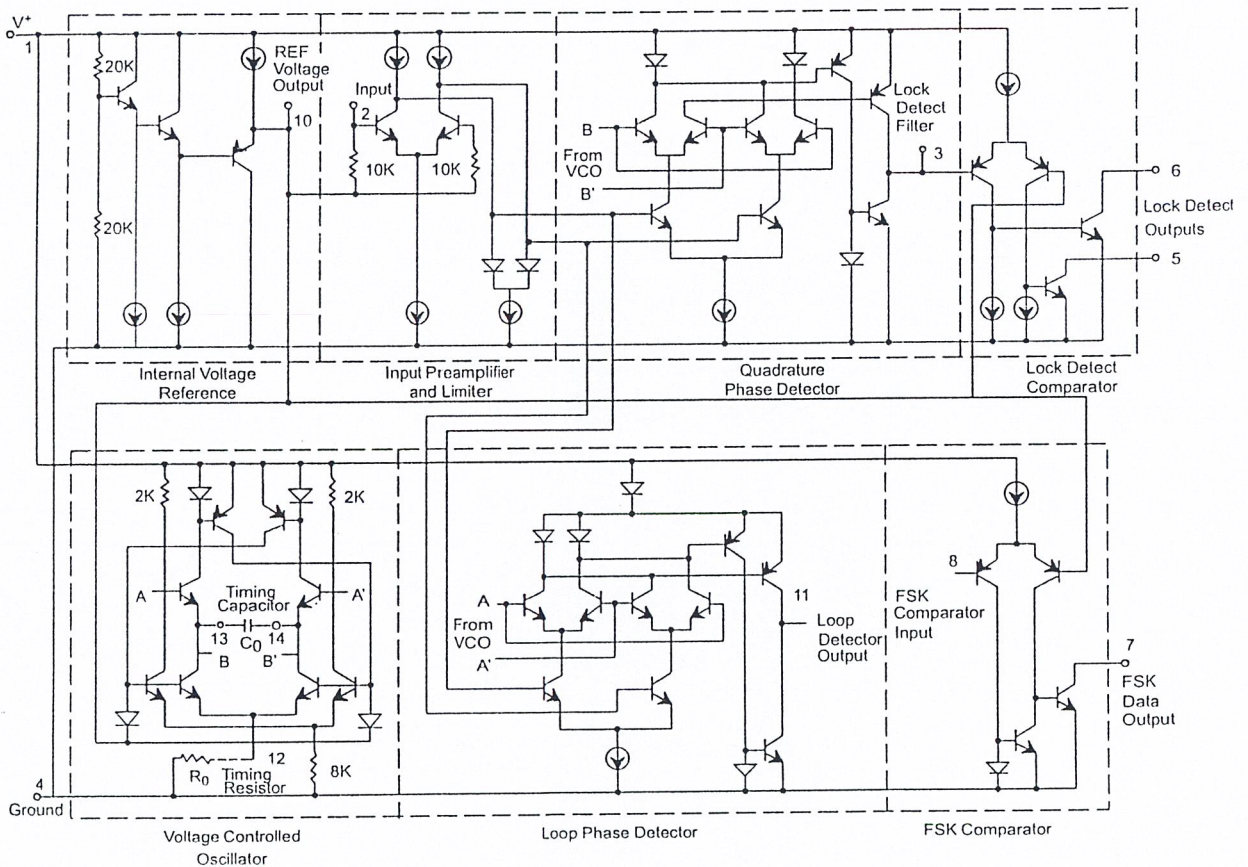 V+
1
20K
20K
REF
Voltage
Output
10
Input
2
10K
10K
B
From
VCO
B'
Lock
Detect
Filter
3
6
Lock Detect
Outputs
5
Internal Voltage
Reference
Input Preamplifier
and Limiter
Quadrature
Phase Detector
Lock Detect
Comparator
2K
2K
A
Timing
Capacitor
A'
13
C0
14
B
B'
12
R0
Timing
Resistor
8K
4
Ground
A
From
VCO
A'
11
Loop
Detector
Output
8
FSK
Comparator
Input
7
FSK
Data
Output
Voltage Controlled
Oscillator
Loop Phase Detector
FSK Comparator